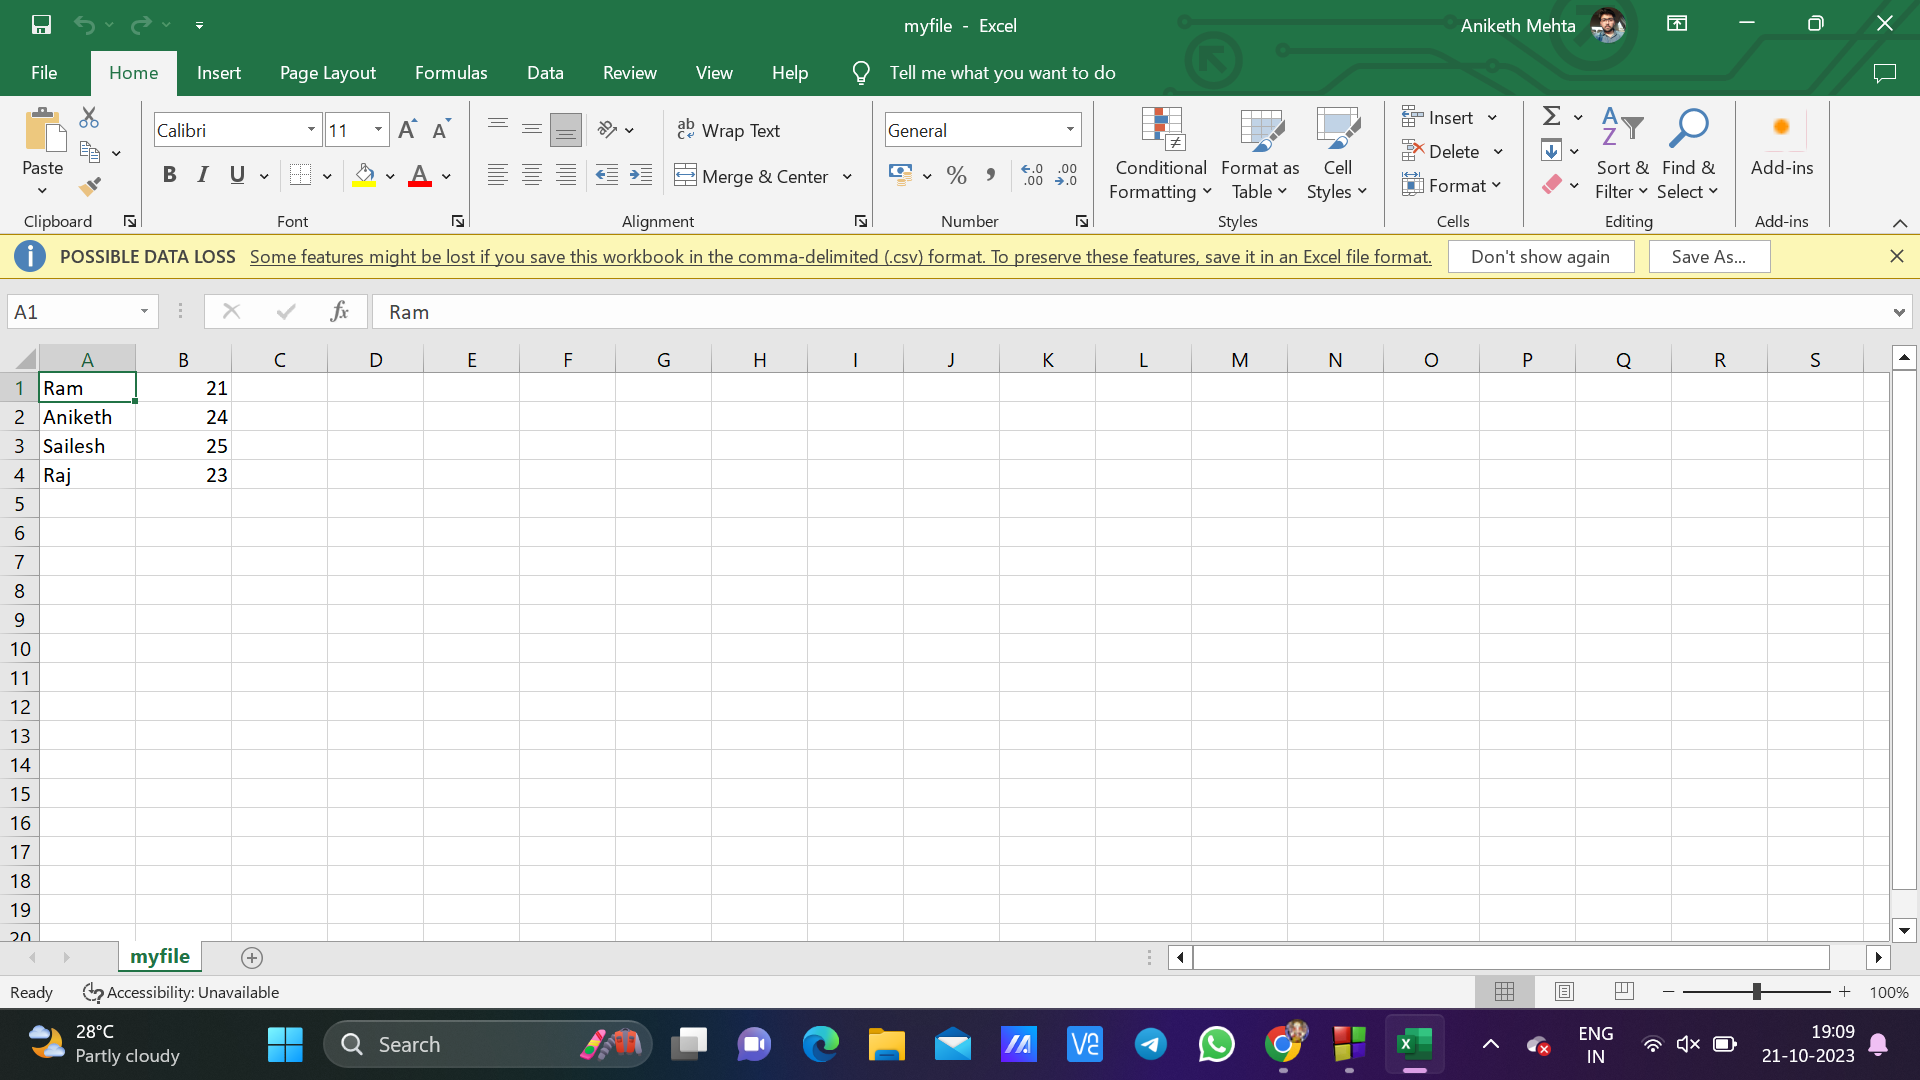 myfile - Excel
Aniketh Mehta
File Home Insert Page Layout Formulas Data Review View Help Tell me what you want to do
Paste
Clipboard
Calibri 11
B I U
Font
Wrap Text
Merge & Center
Alignment
General
Number
Conditional Formatting
Format as Table
Cell Styles
Styles
Insert
Delete
Format
Cells
Sort & Filter
Find & Select
Editing
Add-ins
Add-ins
POSSIBLE DATA LOSS Some features might be lost if you save this workbook in the comma-delimited (.csv) format. To preserve these features, save it in an Excel file format. Don't show again Save As...
A1 fx Ram
A B C D E F G H I J K L M N O P Q R S
1 Ram 21
2 Aniketh 24
3 Sailesh 25
4 Raj 23
5
6
7
8
9
10
11
12
13
14
15
16
17
18
19
20
myfile
Ready Accessibility: Unavailable 100%
28°C
Partly cloudy
Search
ENG
IN
19:09
21-10-2023